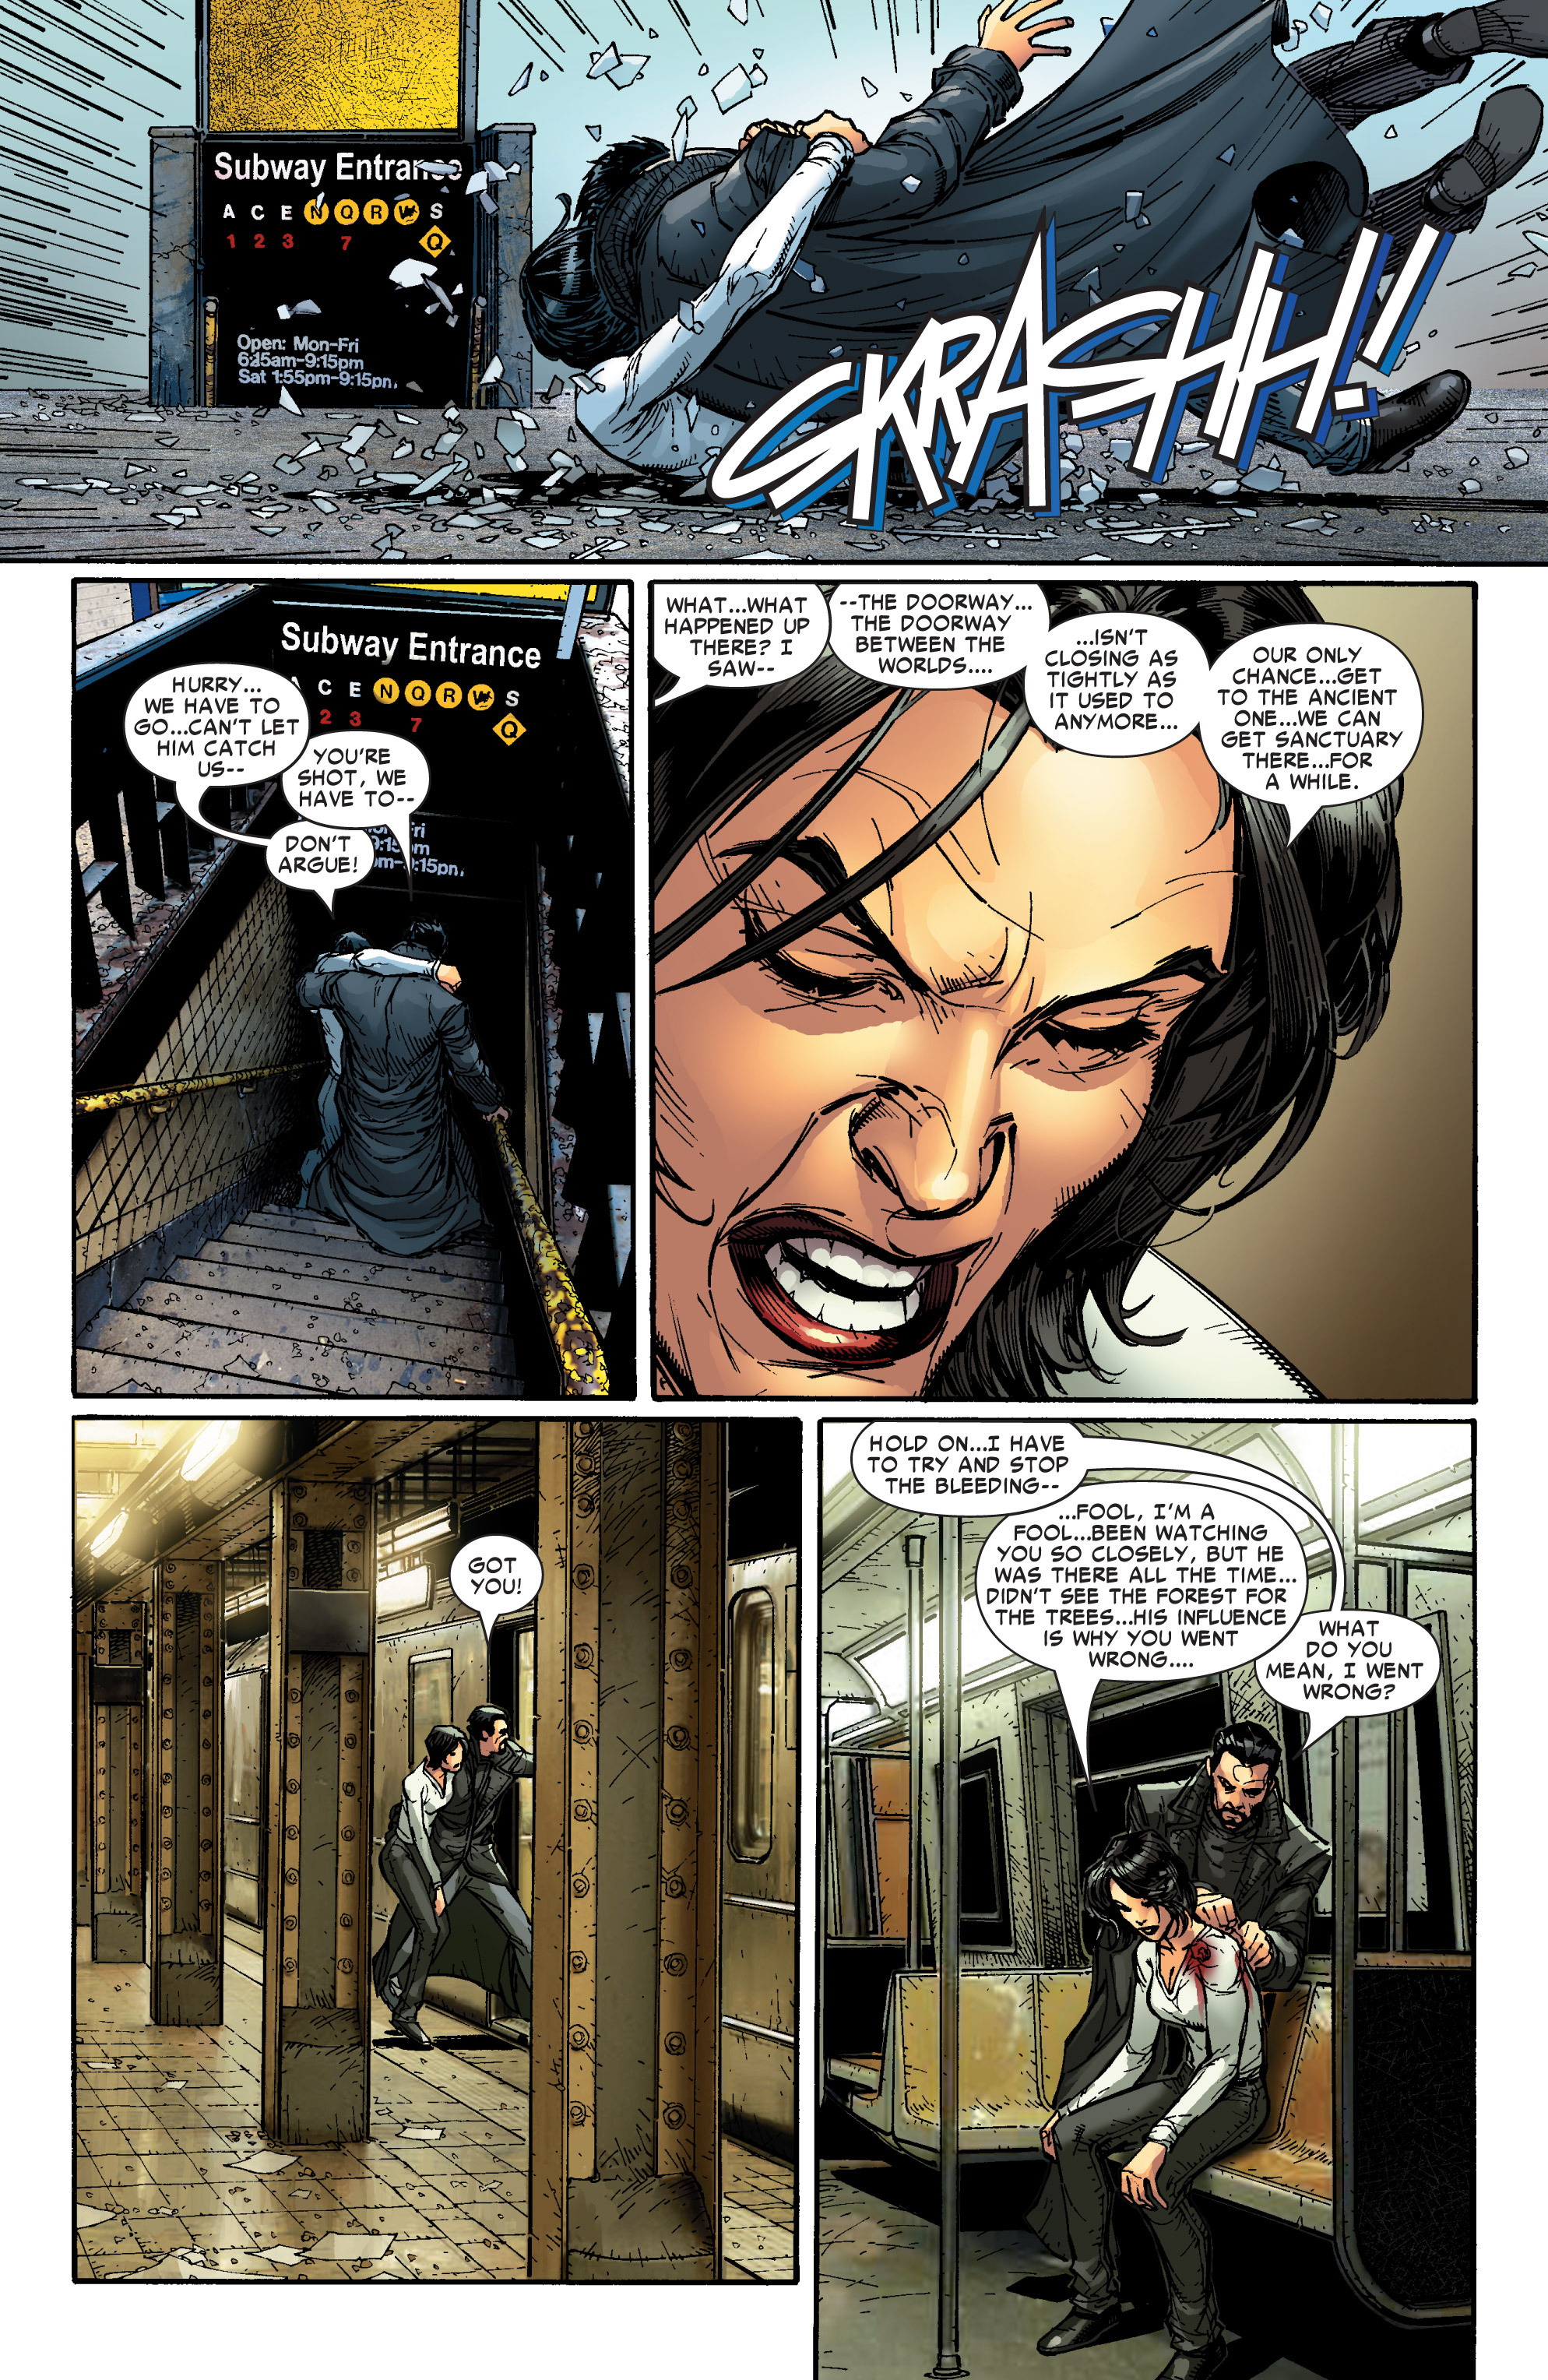 Subway Entrance
A C E N Q R W S
1 2 3 7 Q
Open: Mon-Fri
6:15am-9:15pm
Sat 1:55pm-9:15pm.
SKRASHH!!
Subway Entrance
A C E N Q R W S
2 3 7 Q
HURRY...
WE HAVE TO
GO...CAN'T LET
HIM CATCH
US--
YOU'RE
SHOT, WE
HAVE TO--
DON'T
ARGUE!
9:15pm.
WHAT...WHAT
HAPPENED UP
THERE? I
SAW--
--THE DOORWAY...
THE DOORWAY
BETWEEN THE
WORLDS....
...ISN'T
CLOSING AS
TIGHTLY AS
IT USED TO
ANYMORE...
OUR ONLY
CHANCE...GET
TO THE ANCIENT
ONE...WE CAN
GET SANCTUARY
THERE...FOR
A WHILE.
GOT
YOU!
HOLD ON...I HAVE
TO TRY AND STOP
THE BLEEDING--
...FOOL, I'M A
FOOL...BEEN WATCHING
YOU SO CLOSELY, BUT HE
WAS THERE ALL THE TIME...
DIDN'T SEE THE FOREST FOR
THE TREES...HIS INFLUENCE
IS WHY YOU WENT
WRONG....
WHAT
DO YOU
MEAN, I WENT
WRONG?